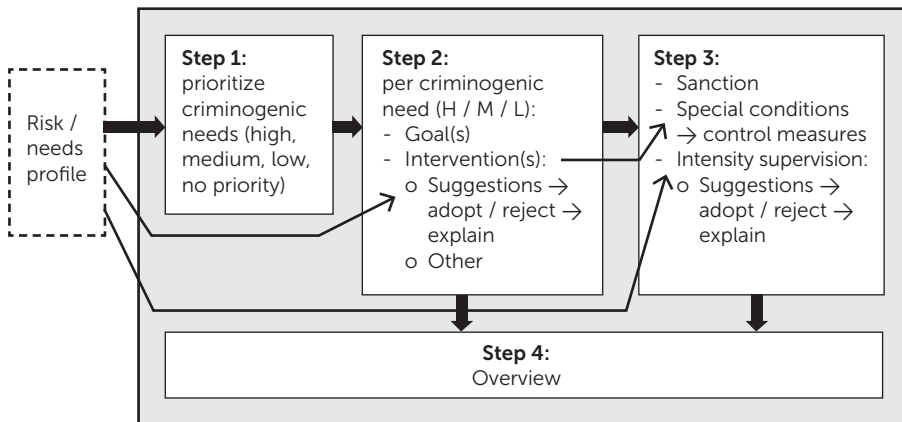 Risk /
needs
profile
Step 1:
prioritize
criminogenic
needs (high,
medium, low,
no priority)
Step 2:
per criminogenic
need (H / M / L):
- Goal(s)
- Intervention(s):
o Suggestions →
adopt / reject →
explain
o Other
Step 3:
- Sanction
- Special conditions
→ control measures
- Intensity supervision:
o Suggestions →
adopt / reject →
explain
Step 4:
Overview